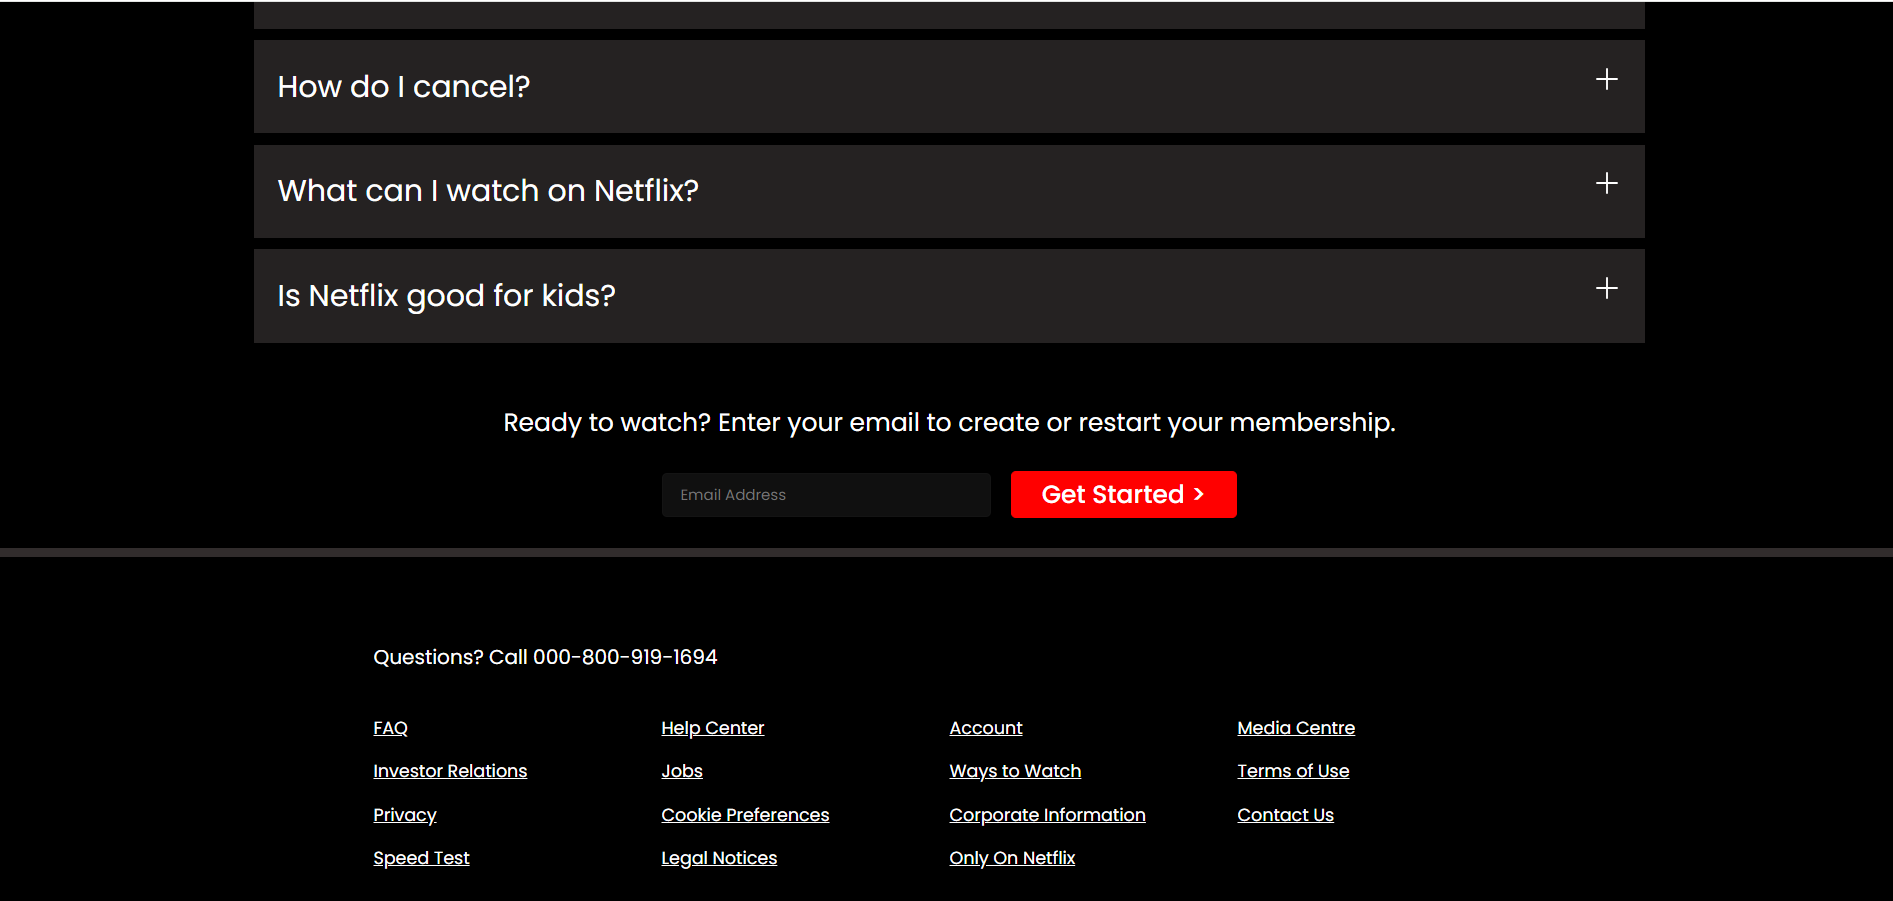 How do I cancel?
What can I watch on Netflix?
Is Netflix good for kids?
Ready to watch? Enter your email to create or restart your membership.
Email Address
Get Started >
Questions? Call 000-800-919-1694
FAQ Help Center Account Media Centre
Investor Relations Jobs Ways to Watch Terms of Use
Privacy Cookie Preferences Corporate Information Contact Us
Speed Test Legal Notices Only On Netflix